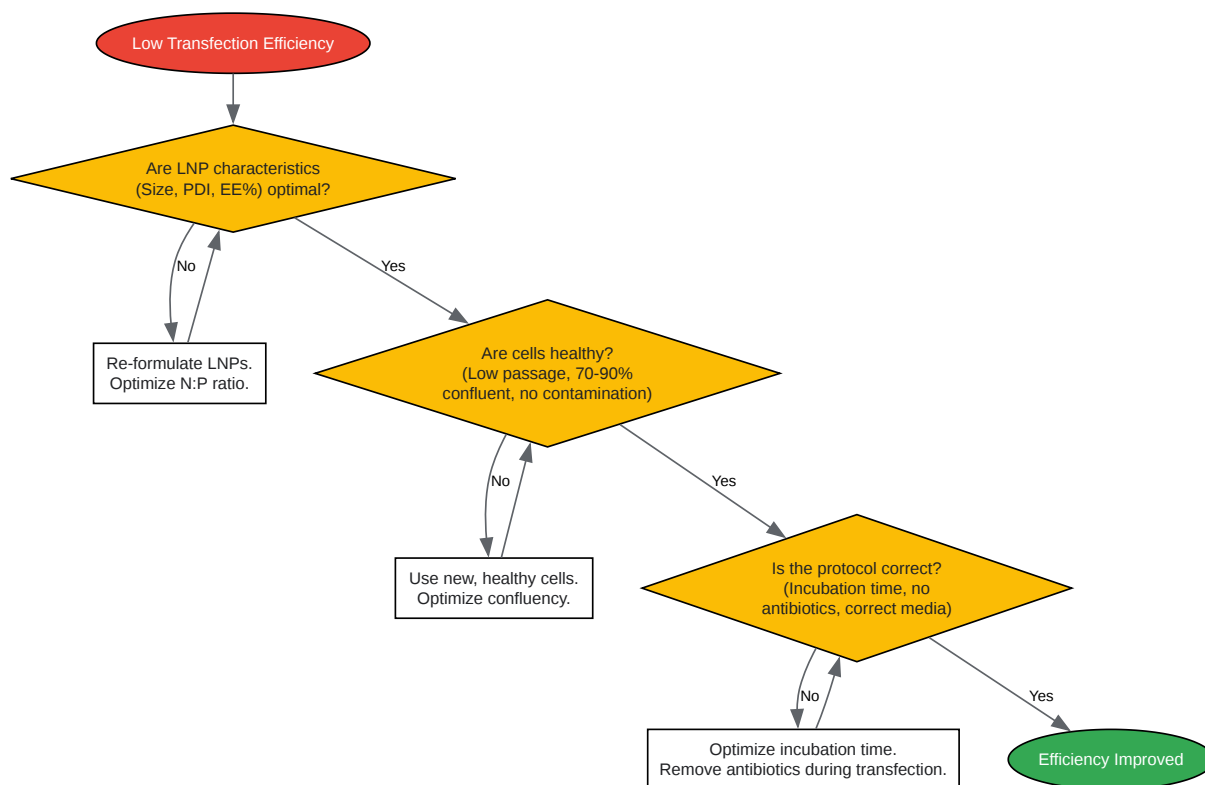 Low Transfection Efficiency
Are LNP characteristics
(Size, PDI, EE%) optimal?
No
Yes
Re-formulate LNPs.
Optimize N:P ratio.
Are cells healthy?
(Low passage, 70-90%
confluent, no contamination)
No
Yes
Use new, healthy cells.
Optimize confluency.
Is the protocol correct?
(Incubation time, no
antibiotics, correct media)
No
Yes
Optimize incubation time.
Remove antibiotics during transfection.
Efficiency Improved